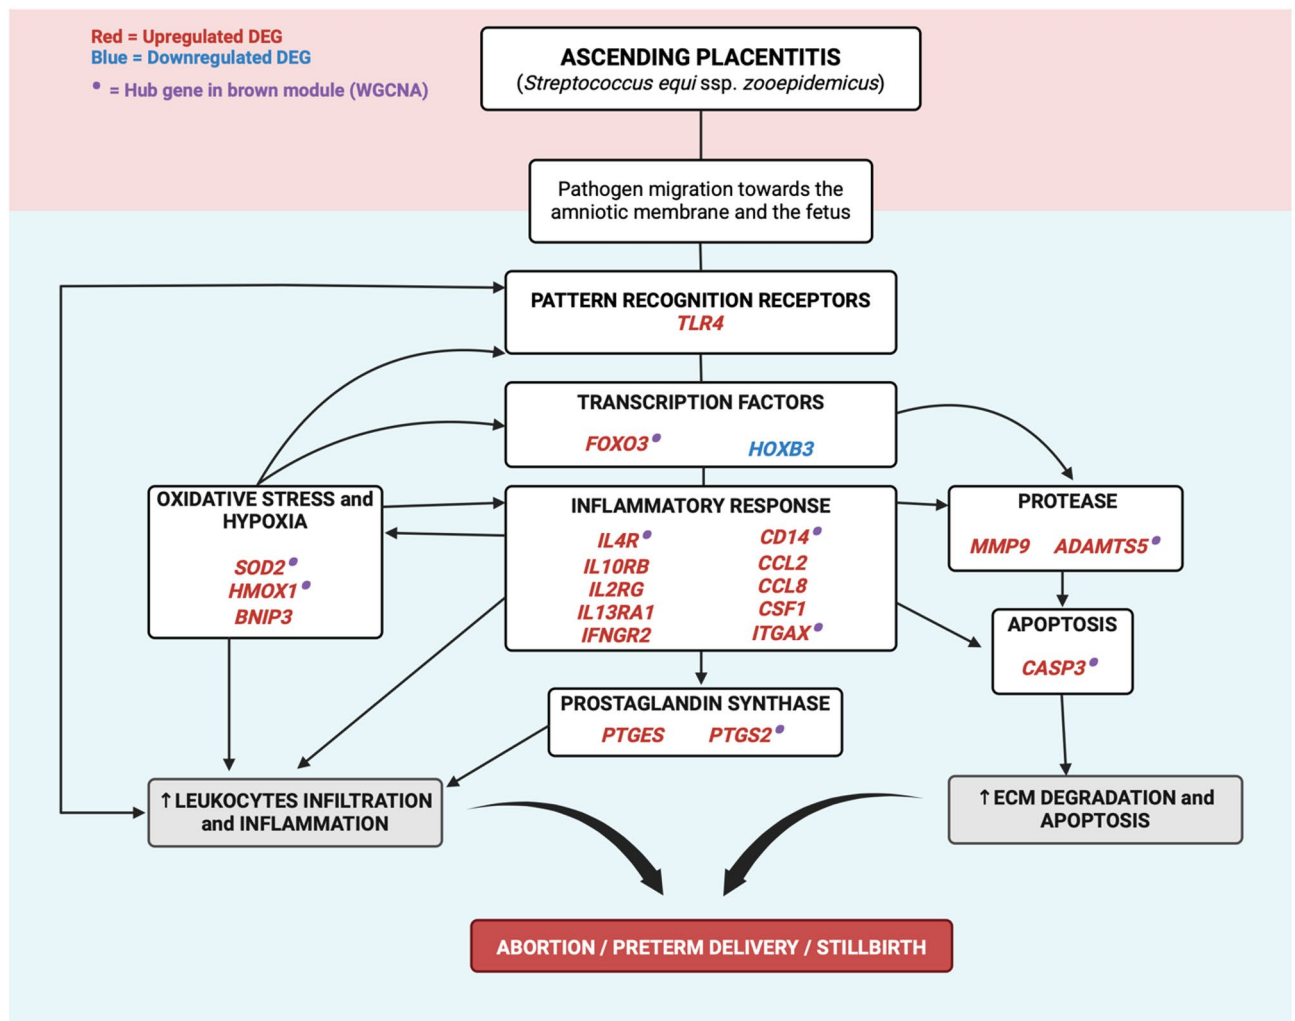 Red = Upregulated DEG
Blue = Downregulated DEG
= Hub gene in brown module (WGCNA)
ASCENDING PLACENTITIS
(Streptococcus equi ssp. zooepidemicus)
Pathogen migration towards the
amniotic membrane and the fetus
PATTERN RECOGNITION RECEPTORS
TLR4
TRANSCRIPTION FACTORS
FOXO3 HOXB3
OXIDATIVE STRESS and
HYPOXIA
SOD2
HMOX1
BNIP3
INFLAMMATORY RESPONSE
IL4R CD14
IL10RB CCL2
IL2RG CCL8
IL13RA1 CSF1
IFNGR2 ITGAX
PROTEASE
MMP9 ADAMTS5
APOPTOSIS
CASP3
PROSTAGLANDIN SYNTHASE
PTGES PTGS2
↑LEUKOCYTES INFILTRATION
and INFLAMMATION
↑ECM DEGRADATION and
APOPTOSIS
ABORTION / PRETERM DELIVERY / STILLBIRTH